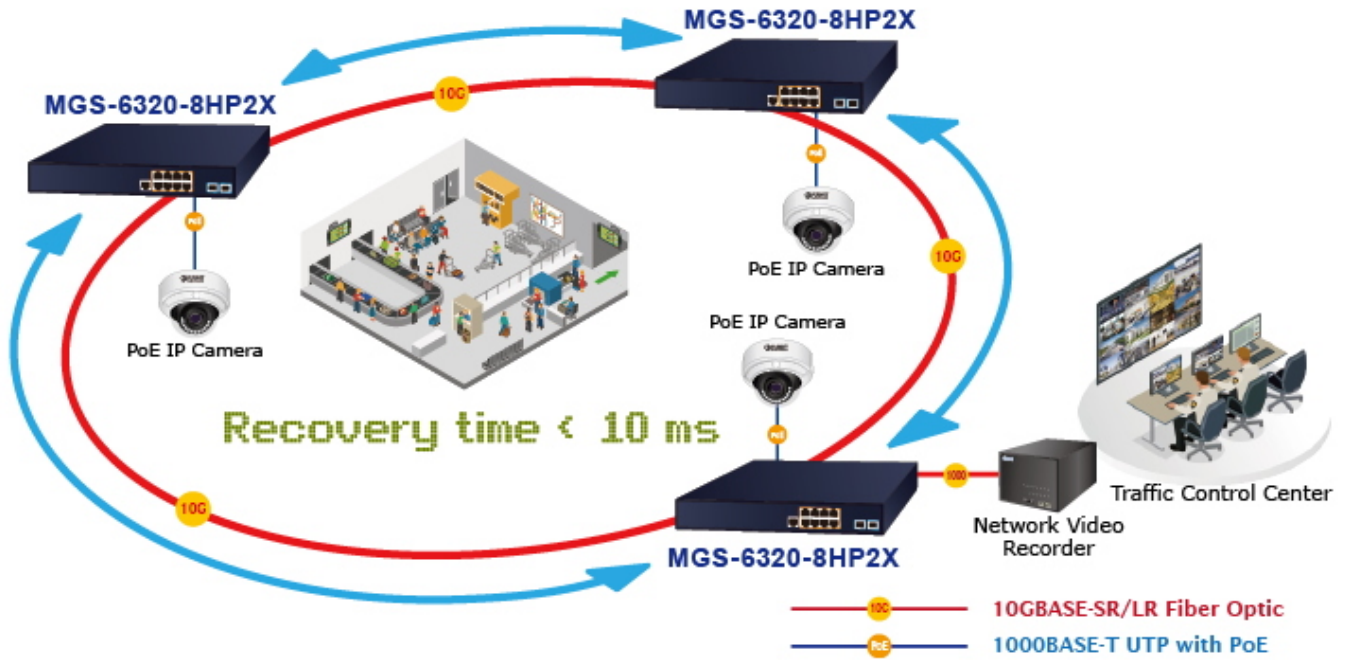 MGS-6320-8HP2X
MGS-6320-8HP2X
10G
PoE
PoE
PoE IP Camera
10G
PoE IP Camera
PoE IP Camera
Recovery time < 10 ms
PoE
10G
1000
Traffic Control Center
Network Video
Recorder
MGS-6320-8HP2X
10G
10GBASE-SR/LR Fiber Optic
PoE
1000BASE-T UTP with PoE